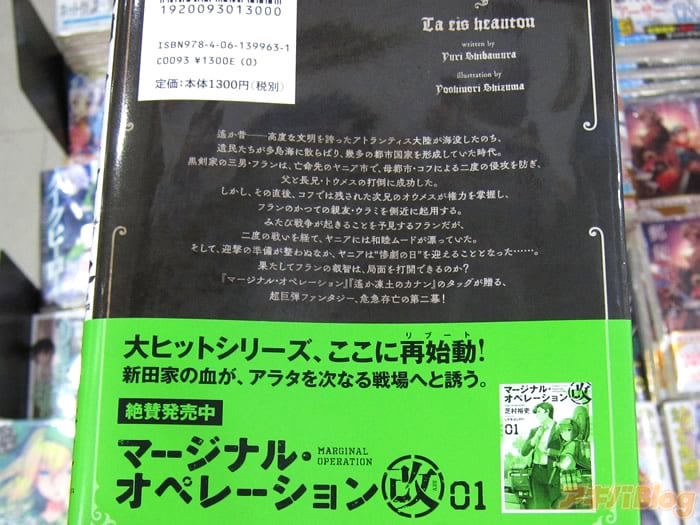 1920093013000
ISBN978-4-06-139963-1
C0093 ¥1300E (0)
定価：本体1300円（税別）
La eis heauton
written by
Yuri Shibamura
illustration by
Yoshinori Shizuma
遙か昔――高度な文明を誇ったアトランティス大陸が海没したのち、
遺民たちが多島海に散らばり、幾多の都市国家を形成していた時代。
黒剣家の三男・フランは、亡命先のヤニア市で、母都市・コフによる二度の侵攻を防ぎ、
父と長兄・トウメスの打倒に成功した。
しかし、その直後、コフでは残された次兄のオウメスが権力を掌握し、
フランのかつての親友・ウラミを側近に起用する。
みたび戦争が起きることを予見するフランだが、
二度の戦いを経て、ヤニアには和睦ムードが漂っていた。
そして、迎撃の準備が整わぬなか、ヤニアは“惨劇の日”を迎えることとなった……。
果たしてフランの叡智は、局面を打開できるのか？
『マージナル・オペレーション』『遙か凍土のカナン』のタッグが贈る、
超巨弾ファンタジー、危急存亡の第二幕！
大ヒットシリーズ、ここに再始動！
リブート
新田家の血が、アラタを次なる戦場へと誘う。
絶賛発売中
マージナル・
MARGINAL
OPERATION
オペレーション改 01
マージナル・
オペレーション改
芝村裕吏
01
アキバBlog